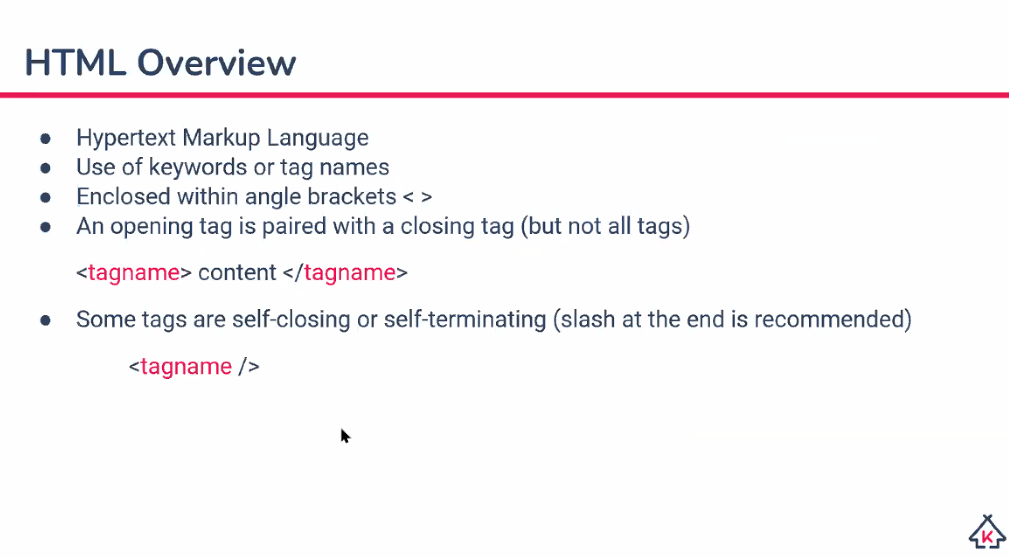 HTML Overview
● Hypertext Markup Language
● Use of keywords or tag names
● Enclosed within angle brackets < >
● An opening tag is paired with a closing tag (but not all tags)
<tagname> content </tagname>
● Some tags are self-closing or self-terminating (slash at the end is recommended)
<tagname />
K